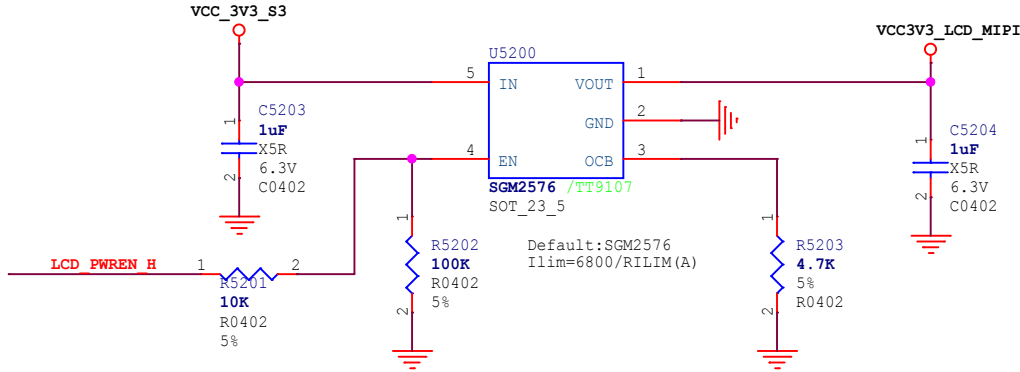 VCC_3V3_S3
VCC3V3_LCD_MIPI
U5200
5
IN
VOUT
1
GND
2
4
EN
OCB
3
SGM2576 /TT9107
SOT_23_5
1
C5203
1uF
X5R
6.3V
C0402
2
1
C5204
1uF
X5R
6.3V
C0402
2
LCD_PWREN_H
1
2
R5201
10K
R0402
5%
1
R5202
100K
R0402
5%
2
Default:SGM2576
Ilim=6800/RILIM(A)
1
R5203
4.7K
5%
R0402
2